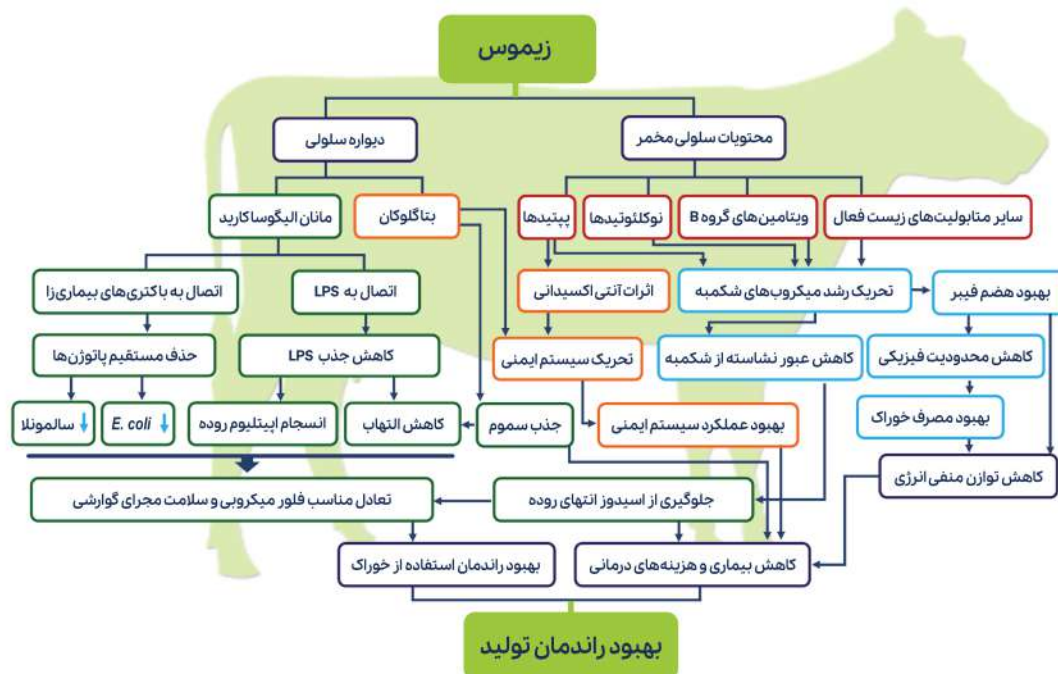 زیموس
محتویات سلولی مخمر
دیواره سلولی
سایر متابولیت‌های زیست فعال
ویتامین‌های گروه B
نوکلئوتیدها
پپتیدها
بتاگلوکان
مانان الیگوساکارید
بهبود هضم فیبر
تحریک رشد میکروب‌های شکمبه
اثرات آنتی اکسیدانی
اتصال به LPS
اتصال به باکتری‌های بیماری‌زا
کاهش محدودیت فیزیکی
کاهش عبور نشاسته از شکمبه
تحریک سیستم ایمنی
کاهش جذب LPS
حذف مستقیم پاتوژن‌ها
بهبود مصرف خوراک
بهبود عملکرد سیستم ایمنی
جذب سموم
کاهش التهاب
انسجام اپیتلیوم روده
E. coli
سالمونلا
کاهش توازن منفی انرژی
جلوگیری از اسیدوز انتهای روده
تعادل مناسب فلور میکروبی و سلامت مجرای گوارشی
کاهش بیماری و هزینه‌های درمانی
بهبود راندمان استفاده از خوراک
بهبود راندمان تولید